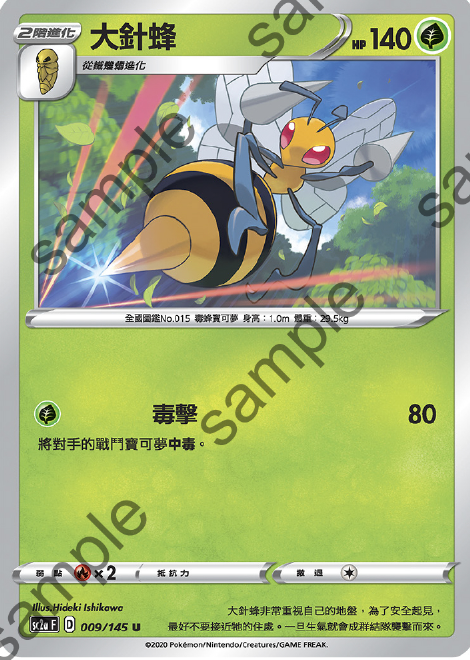 2階進化
大針蜂
HP 140
從鐵殼蛹進化
全國圖鑑No.015 毒蜂寶可夢 身高：1.0m 體重：29.5kg
毒擊 80
將對手的戰鬥寶可夢中毒。
弱點 ×2 抵抗力 撤退
Illus.Hideki Ishikawa
sc2a F D 009/145 U
大針蜂非常重視自己的地盤，為了安全起見，
最好不要接近牠的住處。一旦生氣就會成群結隊襲擊而來。
©2020 Pokémon/Nintendo/Creatures/GAME FREAK.
sample
sample
sample
sample
sample
sample